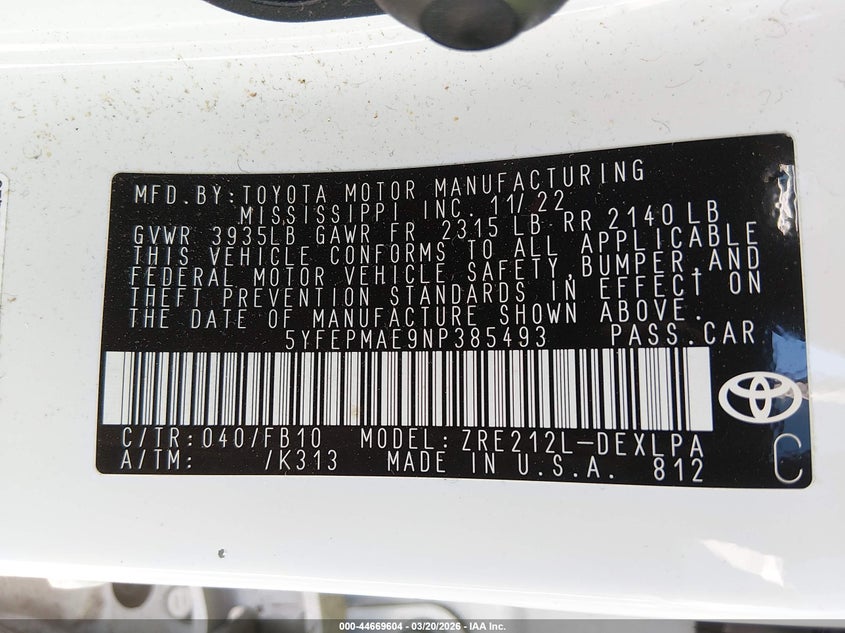 MFD. BY: TOYOTA MOTOR MANUFACTURING
MISSISSIPPI INC. 11/22
GVWR 3935LB GAWR FR 2315 LB RR 2140 LB
THIS VEHICLE CONFORMS TO ALL APPLICABLE
FEDERAL MOTOR VEHICLE SAFETY, BUMPER, AND
THEFT PREVENTION STANDARDS IN EFFECT ON
THE DATE OF MANUFACTURE SHOWN ABOVE.
5YFEPMAE9NP385493 PASS. CAR
C/TR: 040/FB10 MODEL: ZRE212L-DEXLPA
A/TM: /K313 MADE IN U.S.A. 812
C
000-44669604 | 03/20/2026 - IAA Inc.